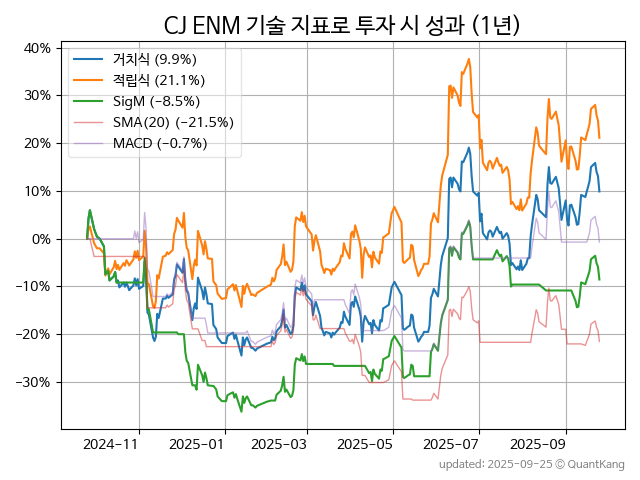 CJ ENM 기술 지표로 투자 시 성과 (1년)
40%
30%
20%
10%
0%
−10%
−20%
−30%
거치식 (9.9%)
적립식 (21.1%)
SigM (−8.5%)
SMA(20) (−21.5%)
MACD (−0.7%)
2024-11 2025-01 2025-03 2025-05 2025-07 2025-09
updated: 2025-09-25 © QuantKang